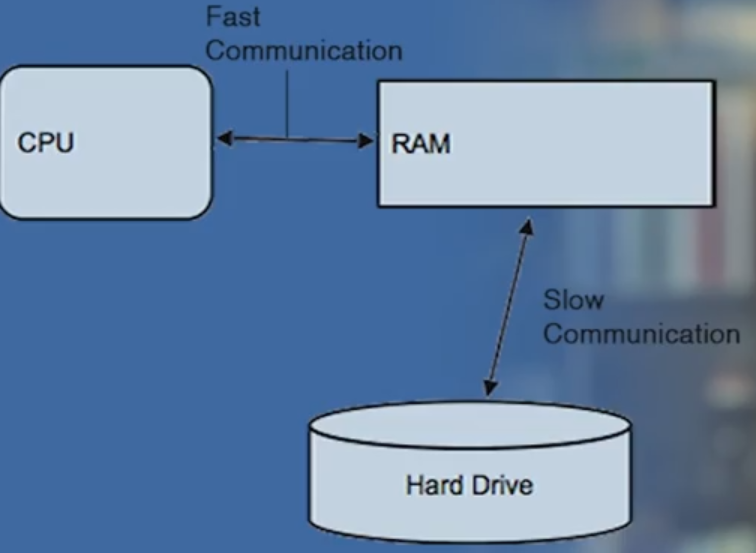 Fast
Communication
CPU
RAM
Slow
Communication
Hard Drive